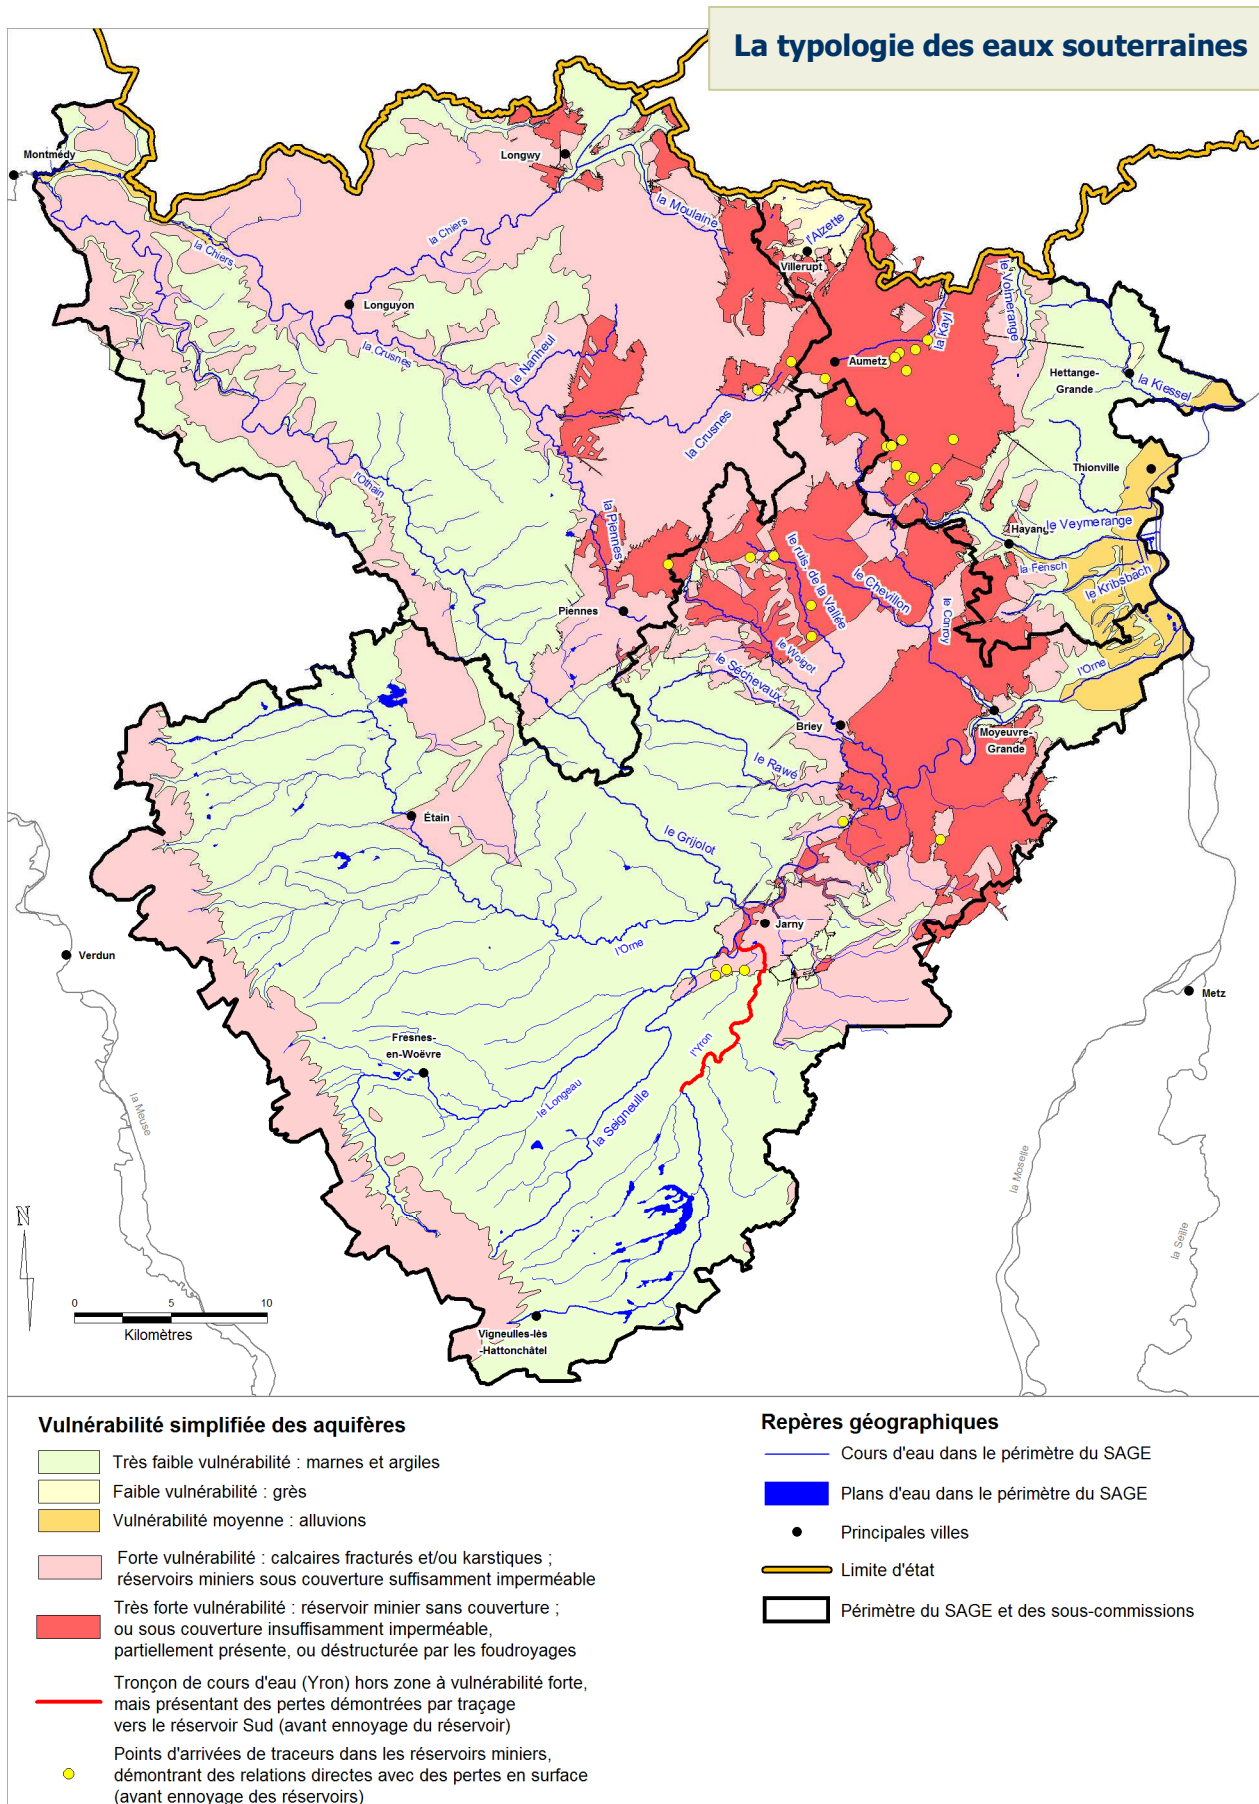 La typologie des eaux souterraines
Montmédy
Longwy
la Moulaine
l'Alzette
Villerupt
la Chiers
la Chiers
Longuyon
la Crusnes
le Nanheul
la Crusnes
Aumetz
la Kayl
le Volmerange
Hettange-
Grande
la Kiessel
Thionville
l'Othain
la Piennes
Hayange
le Veymerange
la Fensch
le Kribsbach
le ruis. de la Vallée
le Chevillon
le Conroy
Piennes
le Woigot
le Séchevaux
l'Orne
Briey
Moyeuvre-
Grande
le Rawé
Étain
le Grijolot
Jarny
l'Orne
Verdun
Metz
Fresnes-
en-Woëvre
l'Yron
le Longeau
la Seigneulle
la Meuse
la Moselle
la Seille
N
0 5 10
Kilomètres
Vigneulles-lès
-Hattonchâtel
Vulnérabilité simplifiée des aquifères
Très faible vulnérabilité : marnes et argiles
Faible vulnérabilité : grès
Vulnérabilité moyenne : alluvions
Forte vulnérabilité : calcaires fracturés et/ou karstiques ;
réservoirs miniers sous couverture suffisamment imperméable
Très forte vulnérabilité : réservoir minier sans couverture ;
ou sous couverture insuffisamment imperméable,
partiellement présente, ou déstructurée par les foudroyages
Tronçon de cours d'eau (Yron) hors zone à vulnérabilité forte,
mais présentant des pertes démontrées par traçage
vers le réservoir Sud (avant ennoyage du réservoir)
Points d'arrivées de traceurs dans les réservoirs miniers,
démontrant des relations directes avec des pertes en surface
(avant ennoyage des réservoirs)
Repères géographiques
Cours d'eau dans le périmètre du SAGE
Plans d'eau dans le périmètre du SAGE
Principales villes
Limite d'état
Périmètre du SAGE et des sous-commissions